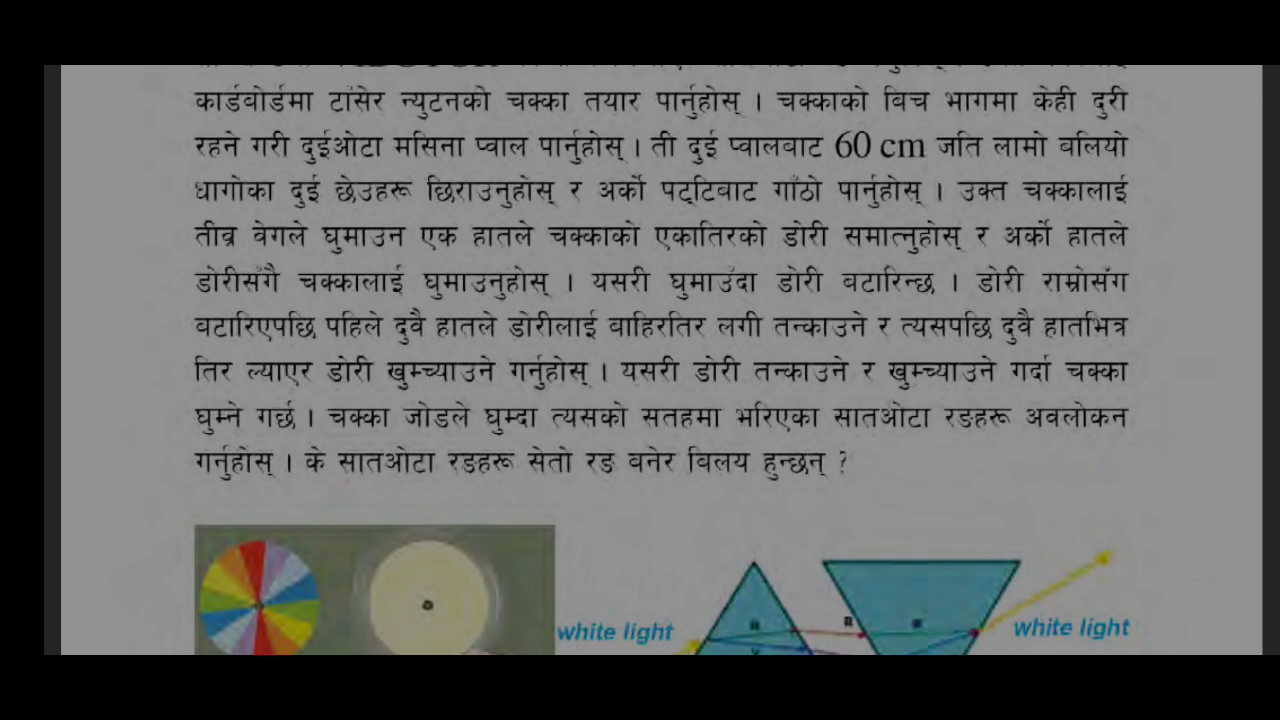 कार्डबोर्डमा टाँसेर न्युटनको चक्का तयार पार्नुहोस् । चक्काको बिच भागमा केही दुरी
रहने गरी दुईओटा मसिना प्वाल पार्नुहोस् । ती दुई प्वालबाट 60 cm जति लामो बलियो
धागोका दुई छेउहरू छिराउनुहोस् र अर्को पट्टिबाट गाँठो पार्नुहोस् । उक्त चक्कालाई
तीव्र वेगले घुमाउन एक हातले चक्काको एकातिरको डोरी समात्नुहोस् र अर्को हातले
डोरीसँगै चक्कालाई घुमाउनुहोस् । यसरी घुमाउँदा डोरी बटारिन्छ । डोरी राम्रोसँग
बटारिएपछि पहिले दुवै हातले डोरीलाई बाहिरतिर लगी तन्काउने र त्यसपछि दुवै हातभित्र
तिर ल्याएर डोरी खुम्च्याउने गर्नुहोस् । यसरी डोरी तन्काउने र खुम्च्याउने गर्दा चक्का
घुम्ने गर्छ । चक्का जोडले घुम्दा त्यसको सतहमा भरिएका सातओटा रङहरू अवलोकन
गर्नुहोस् । के सातओटा रङहरू सेतो रङ बनेर विलय हुन्छन् ?
white light
R
white light